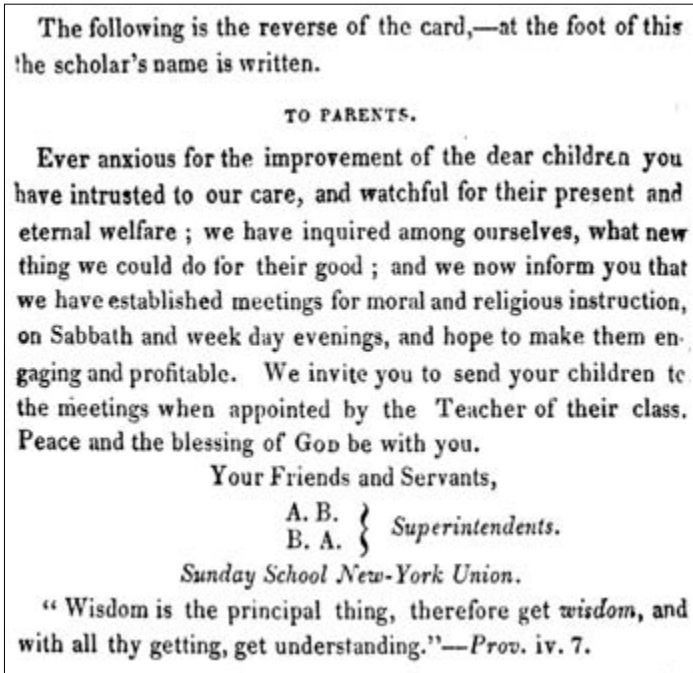 The following is the reverse of the card,—at the foot of this
the scholar's name is written.
TO PARENTS.
Ever anxious for the improvement of the dear children you
have intrusted to our care, and watchful for their present and
eternal welfare ; we have inquired among ourselves, what new
thing we could do for their good ; and we now inform you that
we have established meetings for moral and religious instruction,
on Sabbath and week day evenings, and hope to make them en-
gaging and profitable. We invite you to send your children to
the meetings when appointed by the Teacher of their class.
Peace and the blessing of GOD be with you.
Your Friends and Servants,
A. B.
B. A. } Superintendents.
Sunday School New-York Union.
“ Wisdom is the principal thing, therefore get wisdom, and
with all thy getting, get understanding.”—Prov. iv. 7.